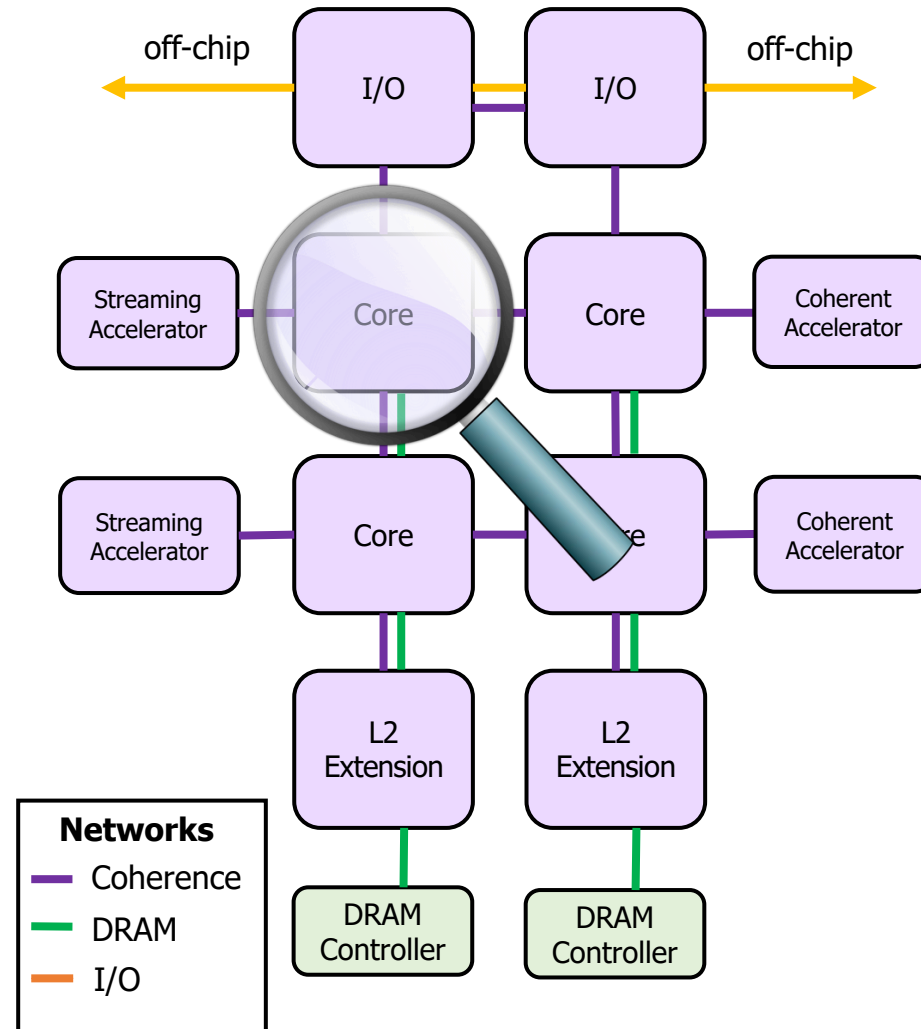 off-chip
off-chip
I/O
I/O
Streaming
Accelerator
Core
Core
Coherent
Accelerator
Streaming
Accelerator
Core
Coherent
Accelerator
L2
Extension
L2
Extension
Networks
Coherence
DRAM
I/O
DRAM
Controller
DRAM
Controller